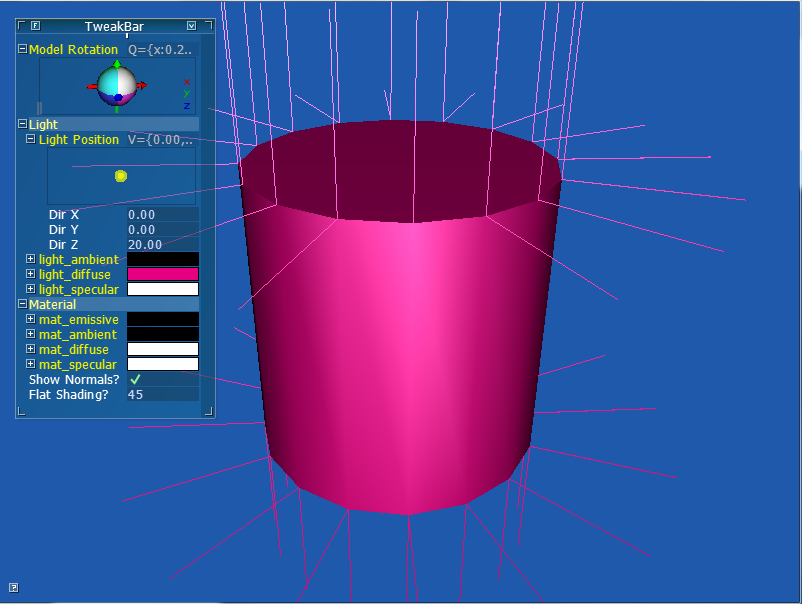 TweakBar
Model Rotation Q={x:0.2..
x
y
z
Light
Light Position V={0.00,..
Dir X 0.00
Dir Y 0.00
Dir Z 20.00
light_ambient
light_diffuse
light_specular
Material
mat_emissive
mat_ambient
mat_diffuse
mat_specular
Show Normals? ✓
Flat Shading? 45
?